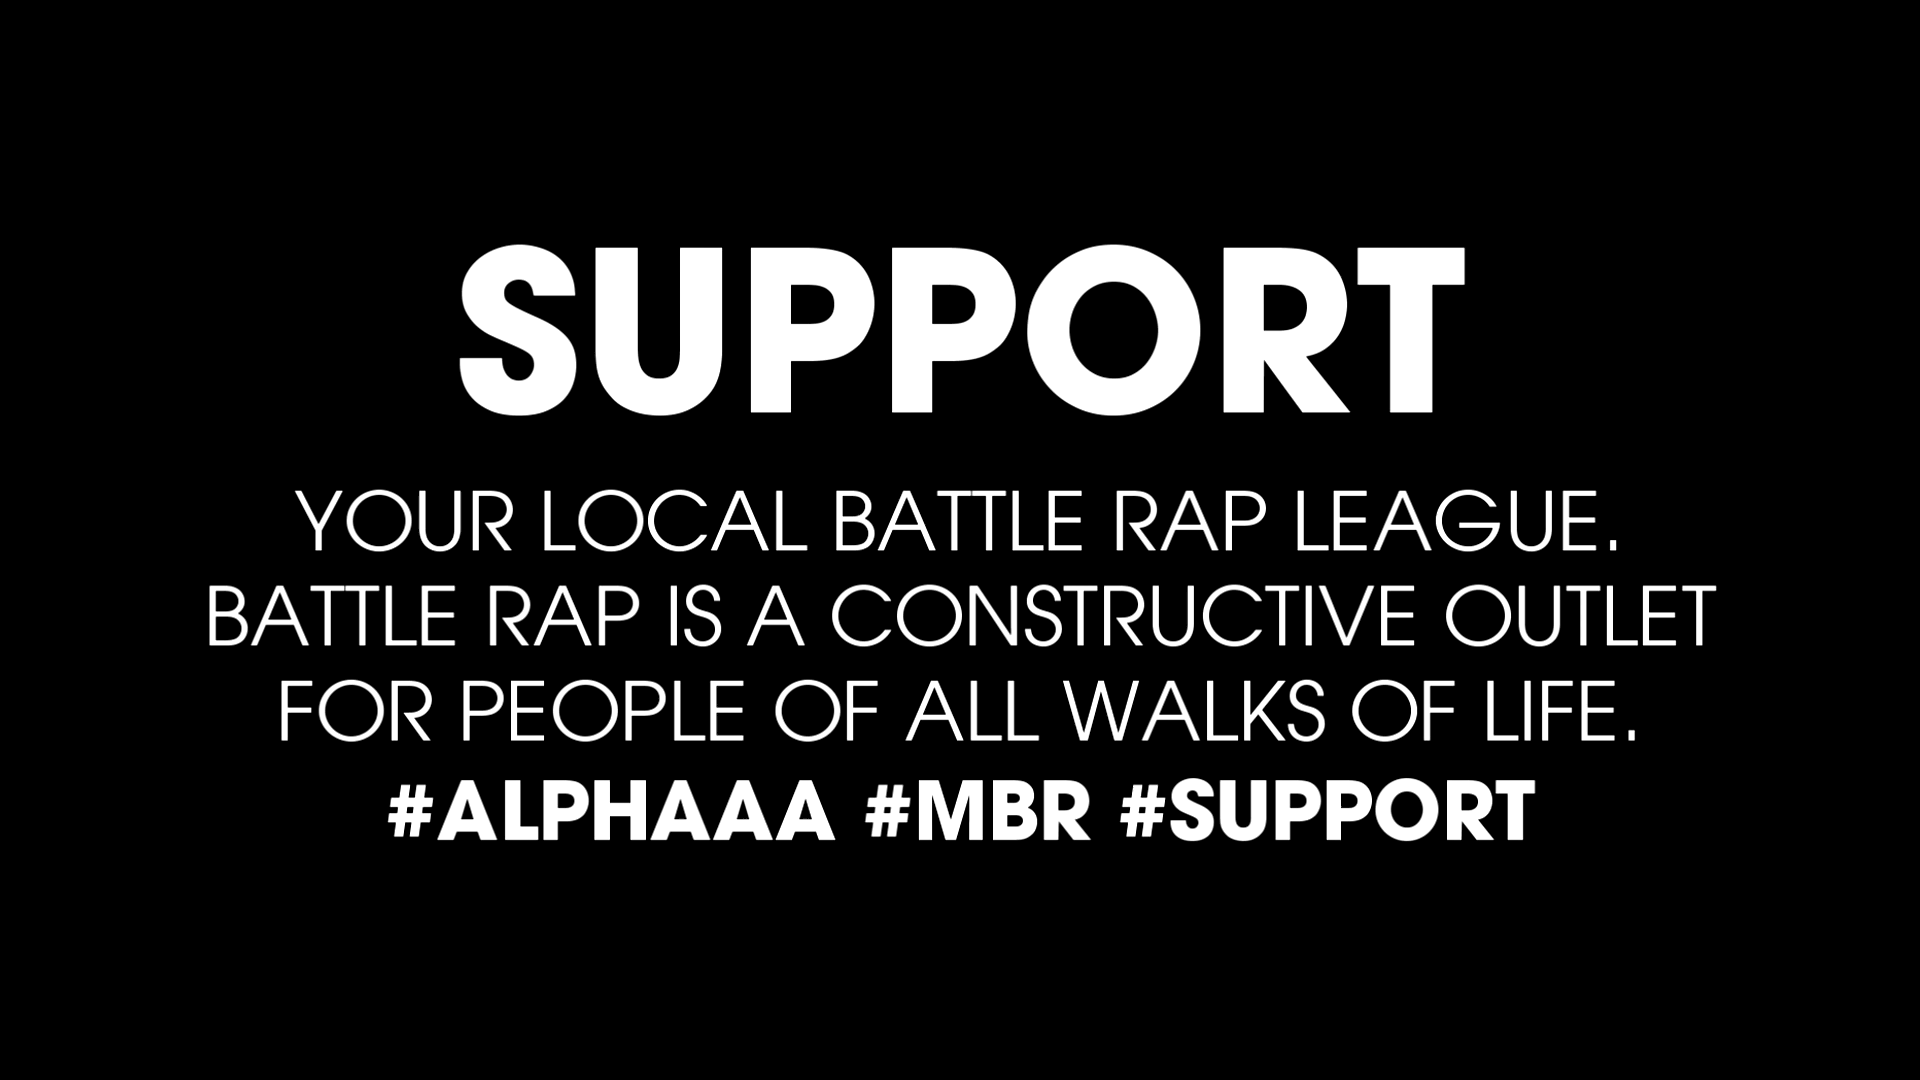 SUPPORT
YOUR LOCAL BATTLE RAP LEAGUE.
BATTLE RAP IS A CONSTRUCTIVE OUTLET
FOR PEOPLE OF ALL WALKS OF LIFE.
#ALPHAAA #MBR #SUPPORT